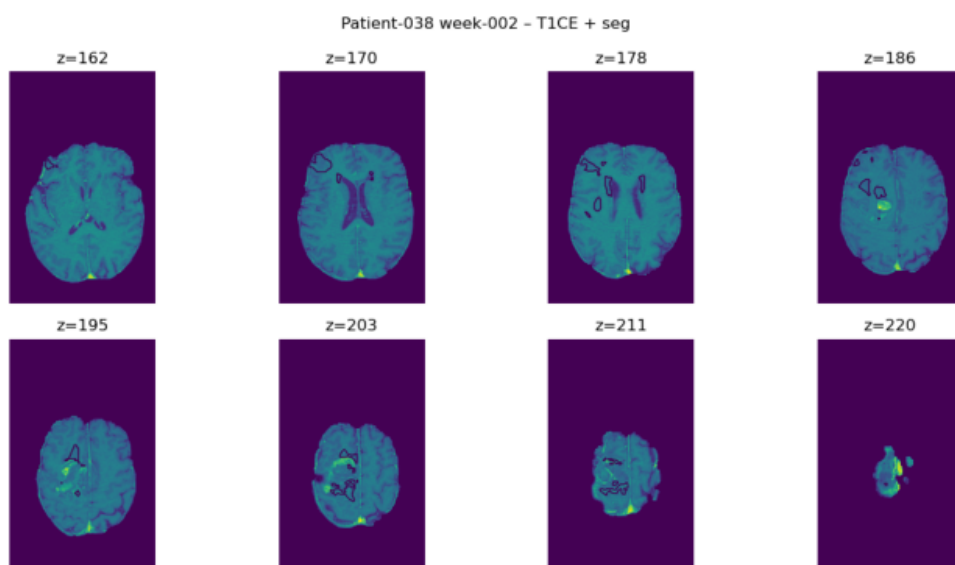 Patient-038 week-002 – T1CE + seg
z=162
z=170
z=178
z=186
z=195
z=203
z=211
z=220